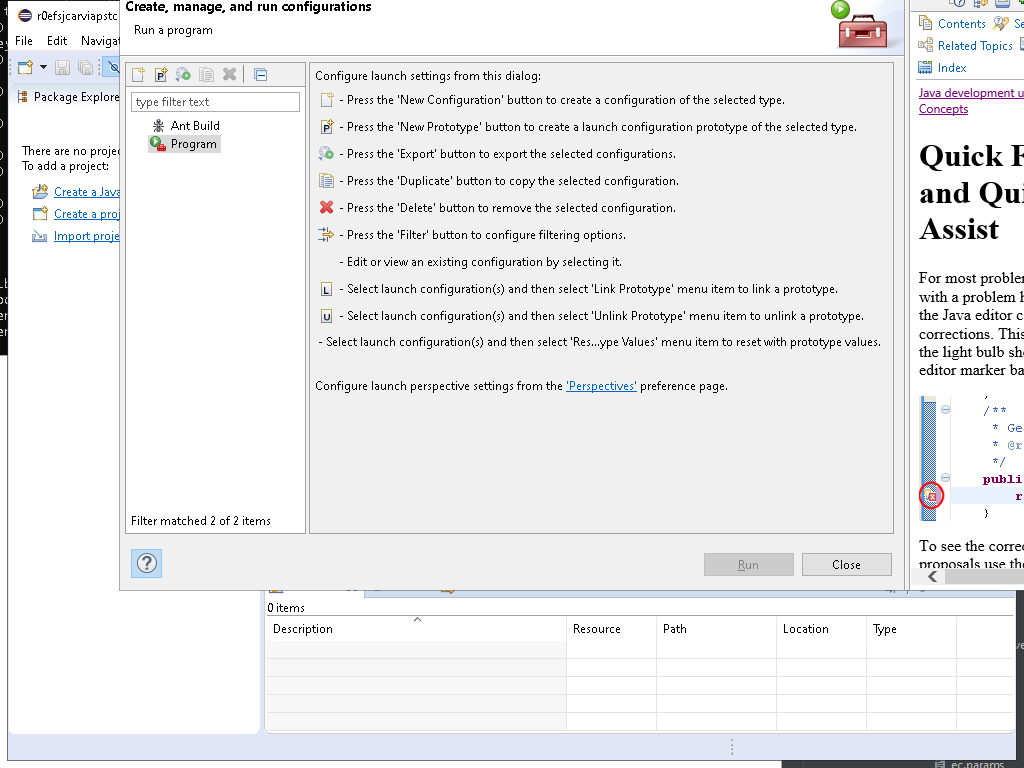 r0efsjcarviapstc
File Edit Navigat
Package Explore
There are no projec
To add a project:
Create a Java
Create a proj
Import proje
Create, manage, and run configurations
Run a program
type filter text
Ant Build
Program
Filter matched 2 of 2 items
Configure launch settings from this dialog:
- Press the 'New Configuration' button to create a configuration of the selected type.
- Press the 'New Prototype' button to create a launch configuration prototype of the selected type.
- Press the 'Export' button to export the selected configurations.
- Press the 'Duplicate' button to copy the selected configuration.
- Press the 'Delete' button to remove the selected configuration.
- Press the 'Filter' button to configure filtering options.
- Edit or view an existing configuration by selecting it.
L - Select launch configuration(s) and then select 'Link Prototype' menu item to link a prototype.
U - Select launch configuration(s) and then select 'Unlink Prototype' menu item to unlink a prototype.
- Select launch configuration(s) and then select 'Res...ype Values' menu item to reset with prototype values.
Configure launch perspective settings from the 'Perspectives' preference page.
?
Run Close
Contents Se
Related Topics
Index
Java development u
Concepts
Quick F
and Qui
Assist
For most problem
with a problem h
the Java editor c
corrections. This
the light bulb sho
editor marker ba
/**
* Ge
* @r
*/
publi
r
}
To see the correc
proposals use the
0 items
Description Resource Path Location Type
ec.params